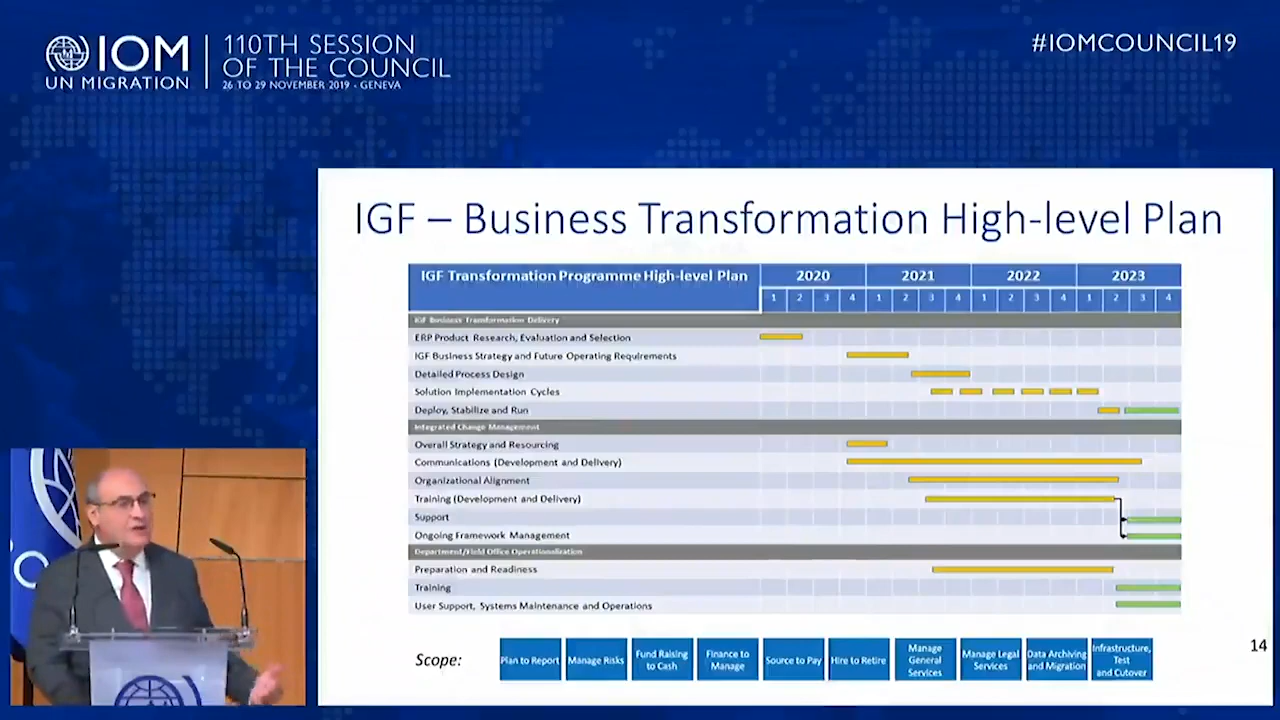 IOM
UN MIGRATION
110TH SESSION
OF THE COUNCIL
26 TO 29 NOVEMBER 2019 - GENEVA
#IOMCOUNCIL19
IGF – Business Transformation High-level Plan
IGF Transformation Programme High-level Plan 2020 2021 2022 2023
1 2 3 4 1 2 3 4 1 2 3 4 1 2 3 4
IGF Business Transformation Delivery
ERP Product Research, Evaluation and Selection
IGF Business Strategy and Future Operating Requirements
Detailed Process Design
Solution Implementation Cycles
Deploy, Stabilize and Run
Integrated Change Management
Overall Strategy and Resourcing
Communications (Development and Delivery)
Organizational Alignment
Training (Development and Delivery)
Support
Ongoing Framework Management
Department/Field Office Operationalization
Preparation and Readiness
Training
User Support, Systems Maintenance and Operations
Scope:
Plan to Report
Manage Risks
Fund Raising
to Cash
Finance to
Manage
Source to Pay
Hire to Retire
Manage
General
Services
Manage Legal
Services
Data Archiving
and Migration
Infrastructure,
Test
and Cutover
14